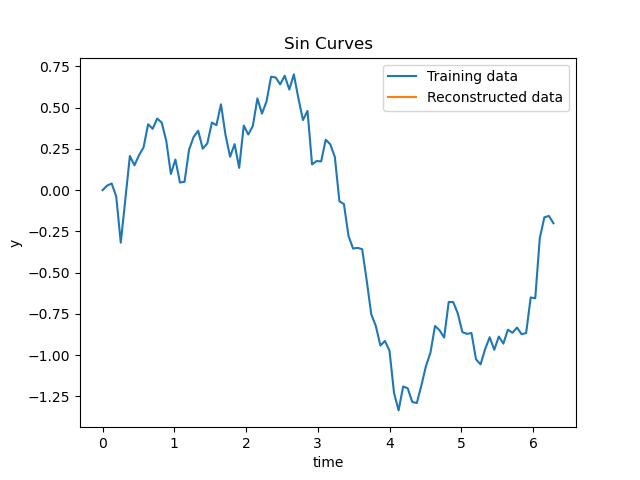 Sin Curves
Training data
Reconstructed data
y
0.75
0.50
0.25
0.00
−0.25
−0.50
−0.75
−1.00
−1.25
0 1 2 3 4 5 6
time